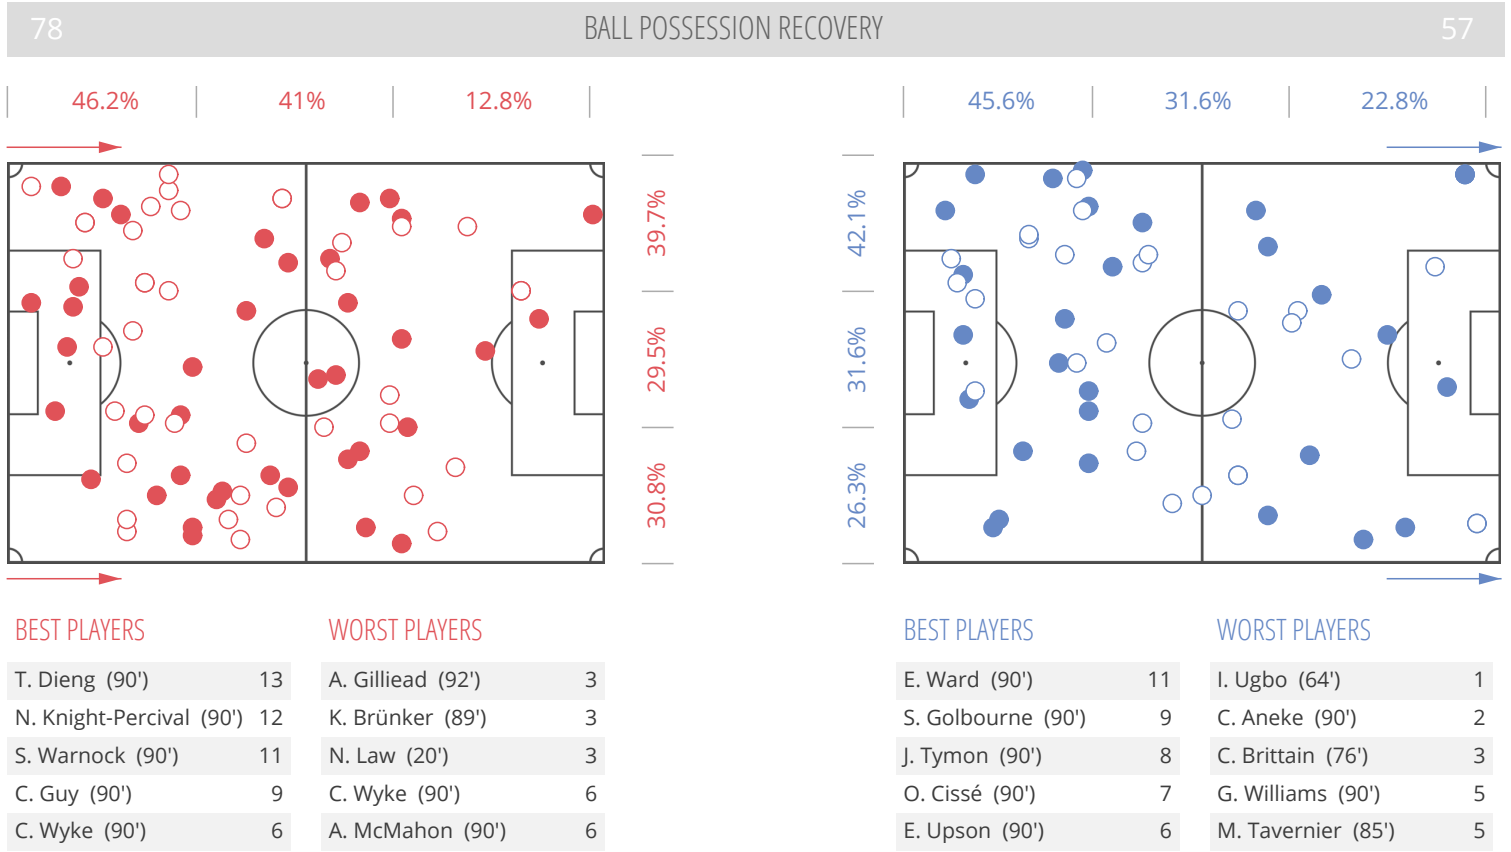 78 BALL POSSESSION RECOVERY 57
46.2% 41% 12.8%
45.6% 31.6% 22.8%
39.7%
29.5%
30.8%
42.1%
31.6%
26.3%
BEST PLAYERS WORST PLAYERS
T. Dieng (90') 13 A. Gilliead (92') 3
N. Knight-Percival (90') 12 K. Brünker (89') 3
S. Warnock (90') 11 N. Law (20') 3
C. Guy (90') 9 C. Wyke (90') 6
C. Wyke (90') 6 A. McMahon (90') 6
BEST PLAYERS WORST PLAYERS
E. Ward (90') 11 I. Ugbo (64') 1
S. Golbourne (90') 9 C. Aneke (90') 2
J. Tymon (90') 8 C. Brittain (76') 3
O. Cissé (90') 7 G. Williams (90') 5
E. Upson (90') 6 M. Tavernier (85') 5